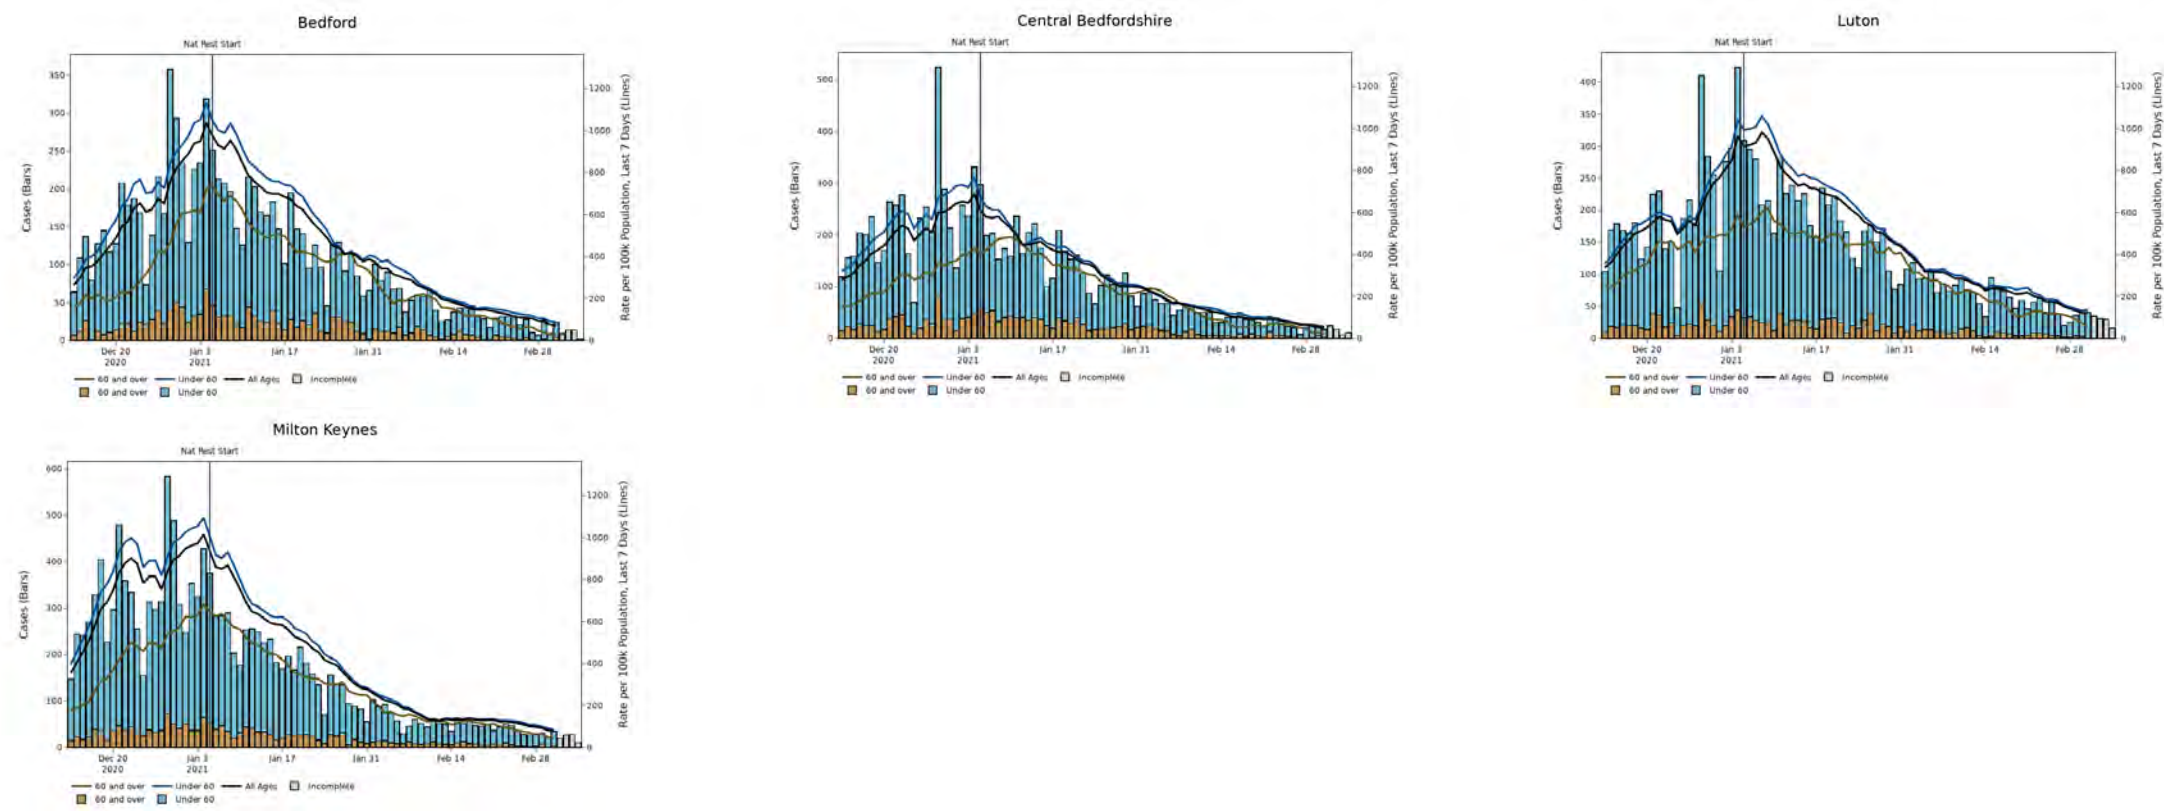 Bedford
Nat Rest Start
350
300
250
200
150
100
50
0
Cases (Bars)
1200
1000
800
600
400
200
0
Rate per 100k Population, Last 7 Days (Lines)
Dec 20 Jan 3 Jan 17 Jan 31 Feb 14 Feb 28
2020 2021
60 and over Under 60 All Ages Incomplete
60 and over Under 60
Central Bedfordshire
Nat Rest Start
500
400
300
200
100
0
Cases (Bars)
1200
1000
800
600
400
200
0
Rate per 100k Population, Last 7 Days (Lines)
Dec 20 Jan 3 Jan 17 Jan 31 Feb 14 Feb 28
2020 2021
60 and over Under 60 All Ages Incomplete
60 and over Under 60
Luton
Nat Rest Start
400
350
300
250
200
150
100
50
0
Cases (Bars)
1200
1000
800
600
400
200
0
Rate per 100k Population, Last 7 Days (Lines)
Dec 20 Jan 3 Jan 17 Jan 31 Feb 14 Feb 28
2020 2021
60 and over Under 60 All Ages Incomplete
60 and over Under 60
Milton Keynes
Nat Rest Start
600
500
400
300
200
100
0
Cases (Bars)
1200
1000
800
600
400
200
0
Rate per 100k Population, Last 7 Days (Lines)
Dec 20 Jan 3 Jan 17 Jan 31 Feb 14 Feb 28
2020 2021
60 and over Under 60 All Ages Incomplete
60 and over Under 60